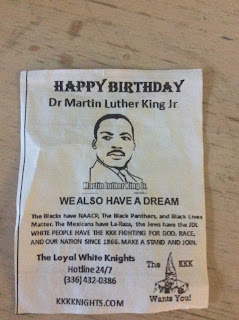 HAPPY BIRTHDAY
Dr Martin Luther King Jr
Martin Luther King Jr.
WE ALSO HAVE A DREAM
The Blacks have NAACP, The Black Panthers, and Black Lives
Matter. The Mexicans have La-Raza, the Jews have the JDL
WHITE PEOPLE HAVE THE KKK FIGHTING FOR GOD, RACE,
AND OUR NATION SINCE 1866. MAKE A STAND AND JOIN.
The Loyal White Knights
Hotline 24/7
(336) 432-0386
KKKKNIGHTS.COM
The KKK
Wants You!